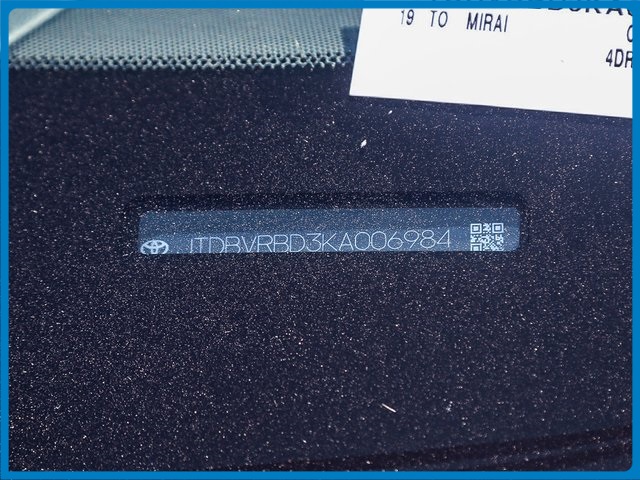 19 TO MIRAI
4DR
JTDBVRBD3KA006984